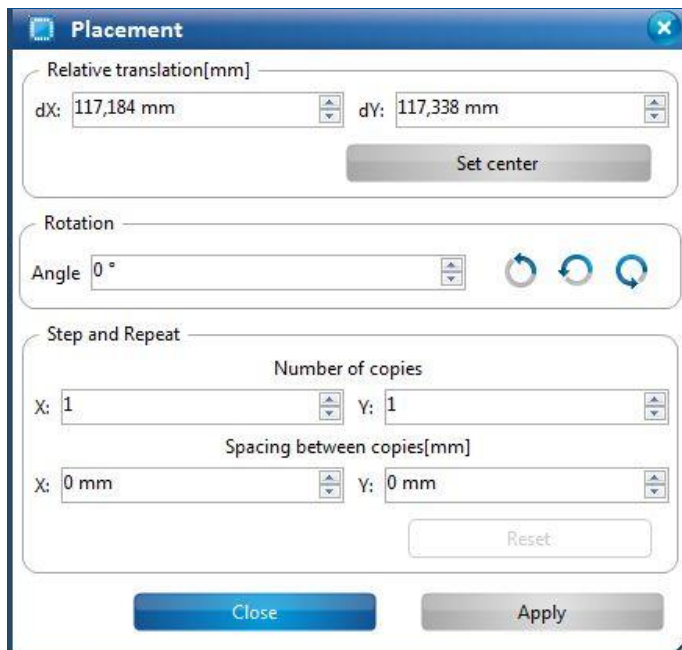 Placement
Relative translation[mm]
dX: 117,184 mm dY: 117,338 mm
Set center
Rotation
Angle 0 °
Step and Repeat
Number of copies
X: 1 Y: 1
Spacing between copies[mm]
X: 0 mm Y: 0 mm
Reset
Close Apply